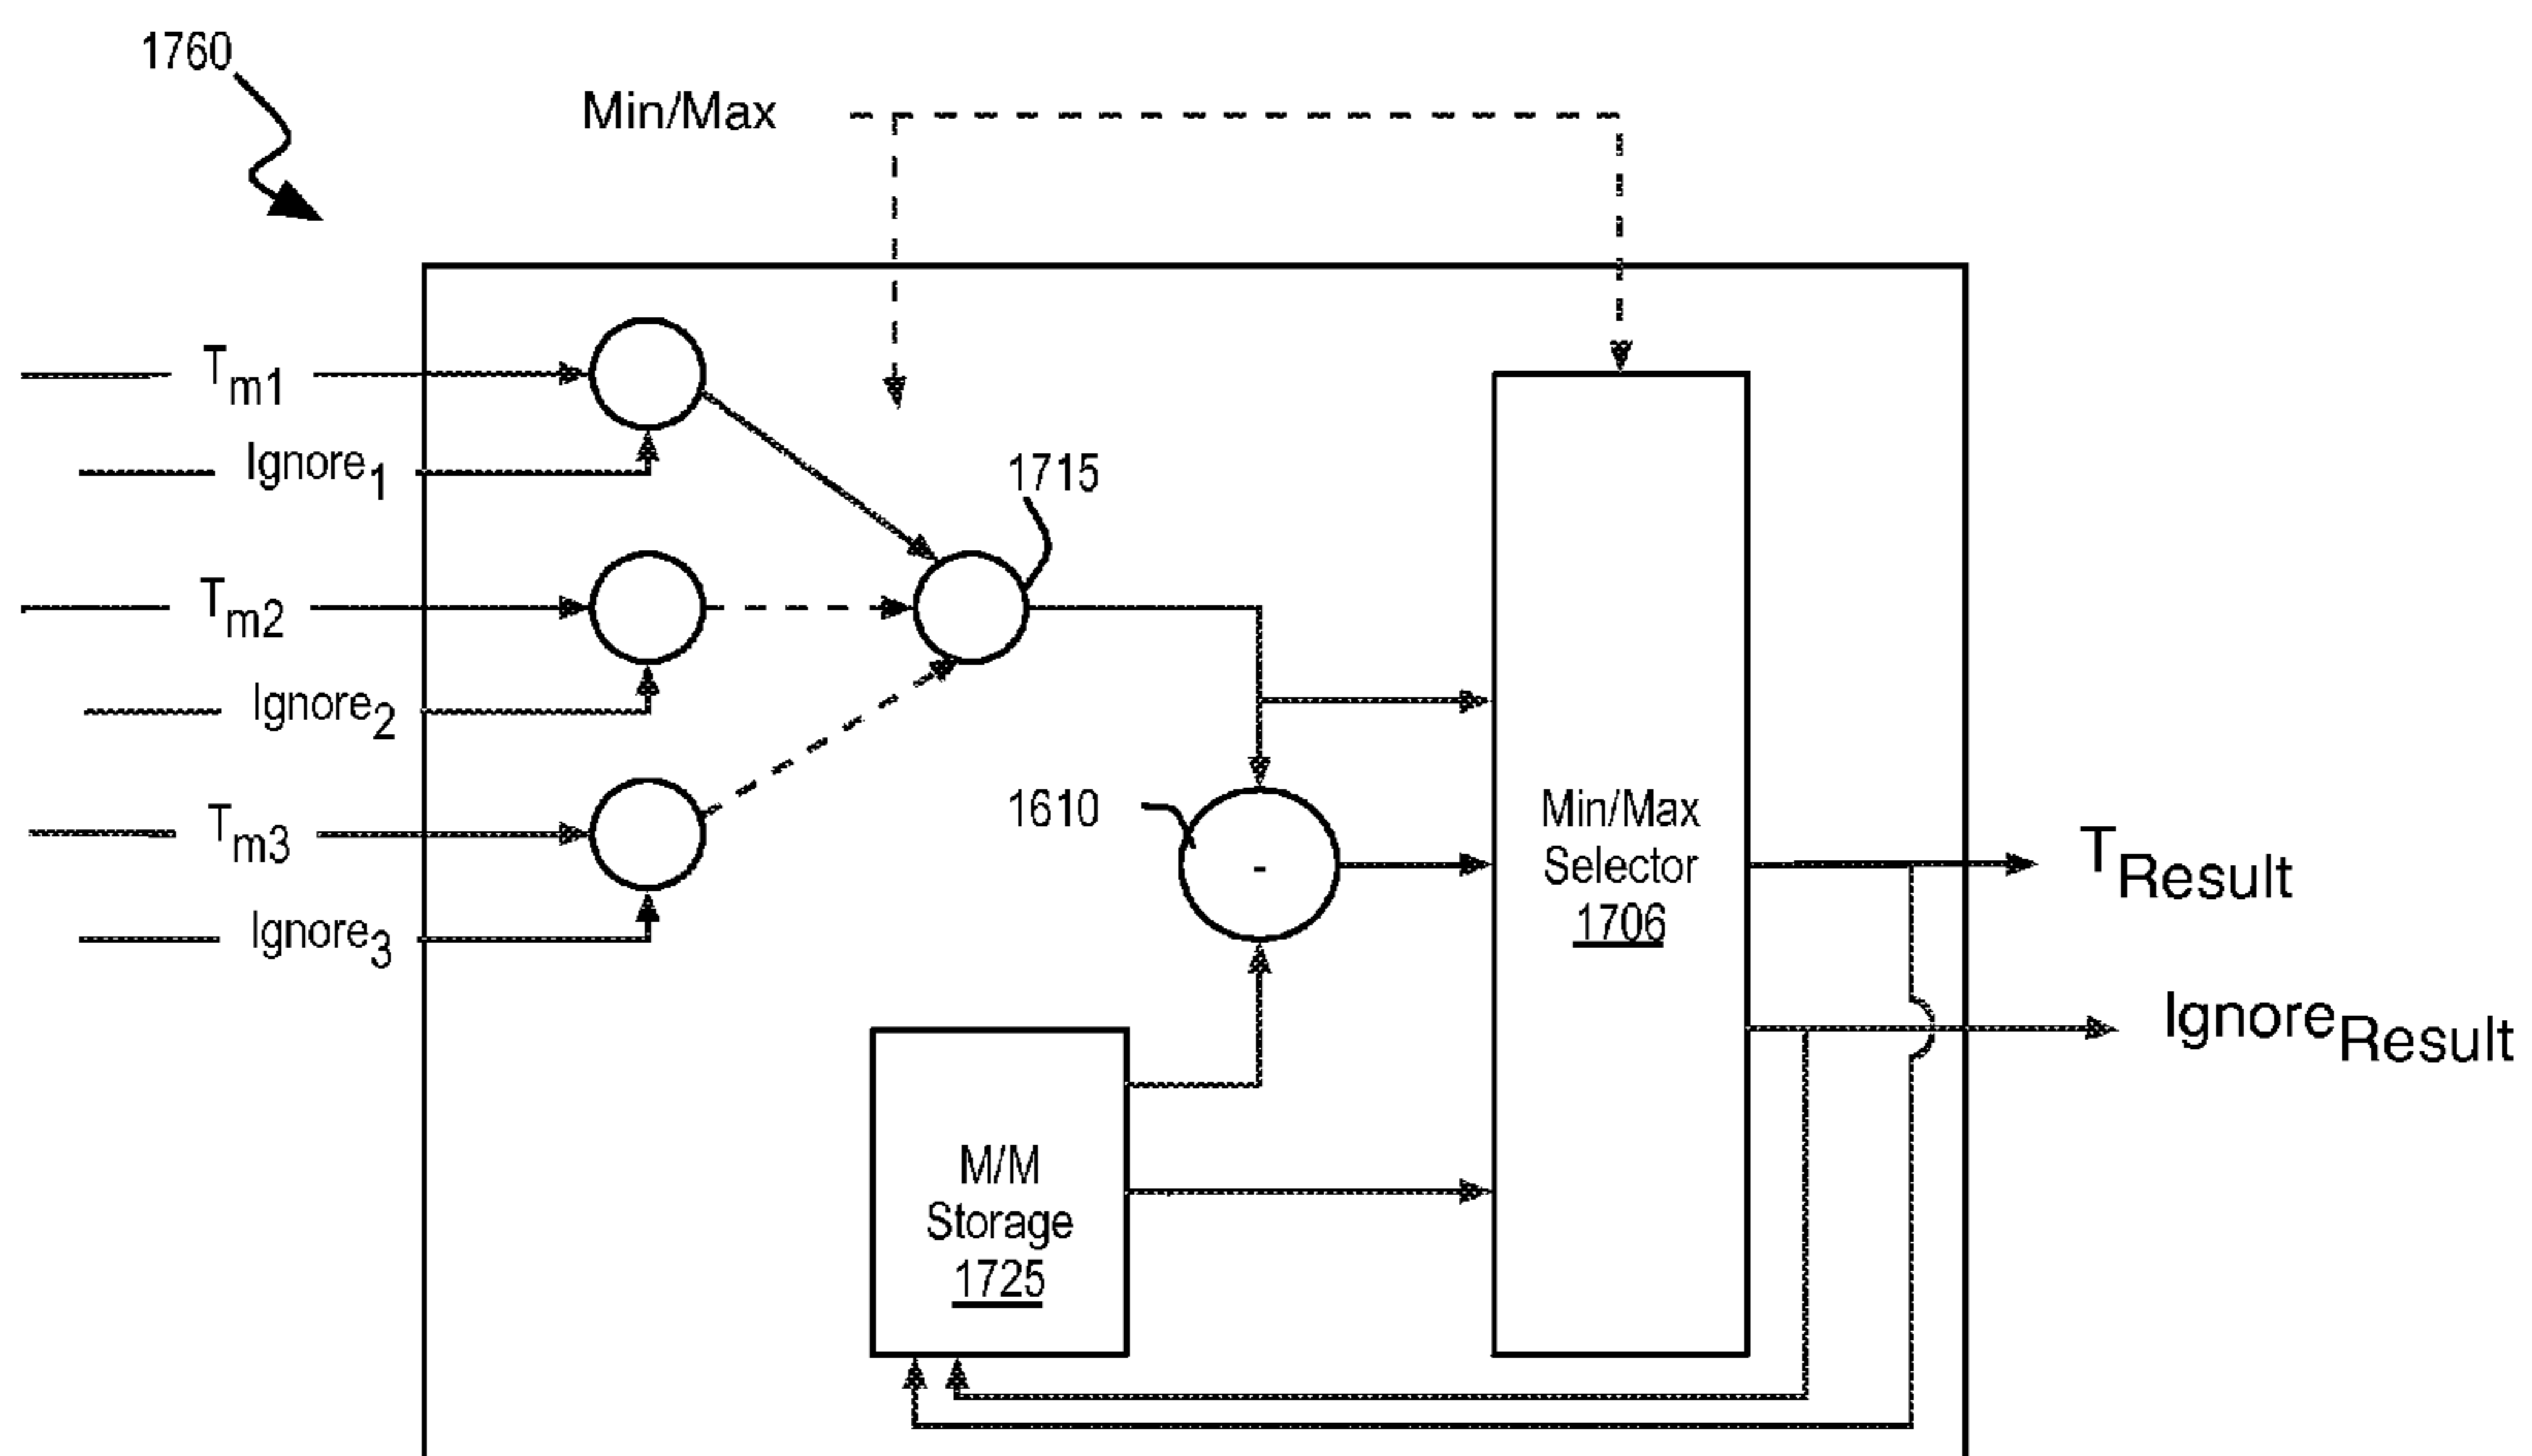 1760
Min/Max
Tm1
Ignore1
1715
Tm2
Ignore2
Tm3
Ignore3
1610
-
Min/Max
Selector
1706
TResult
IgnoreResult
M/M
Storage
1725